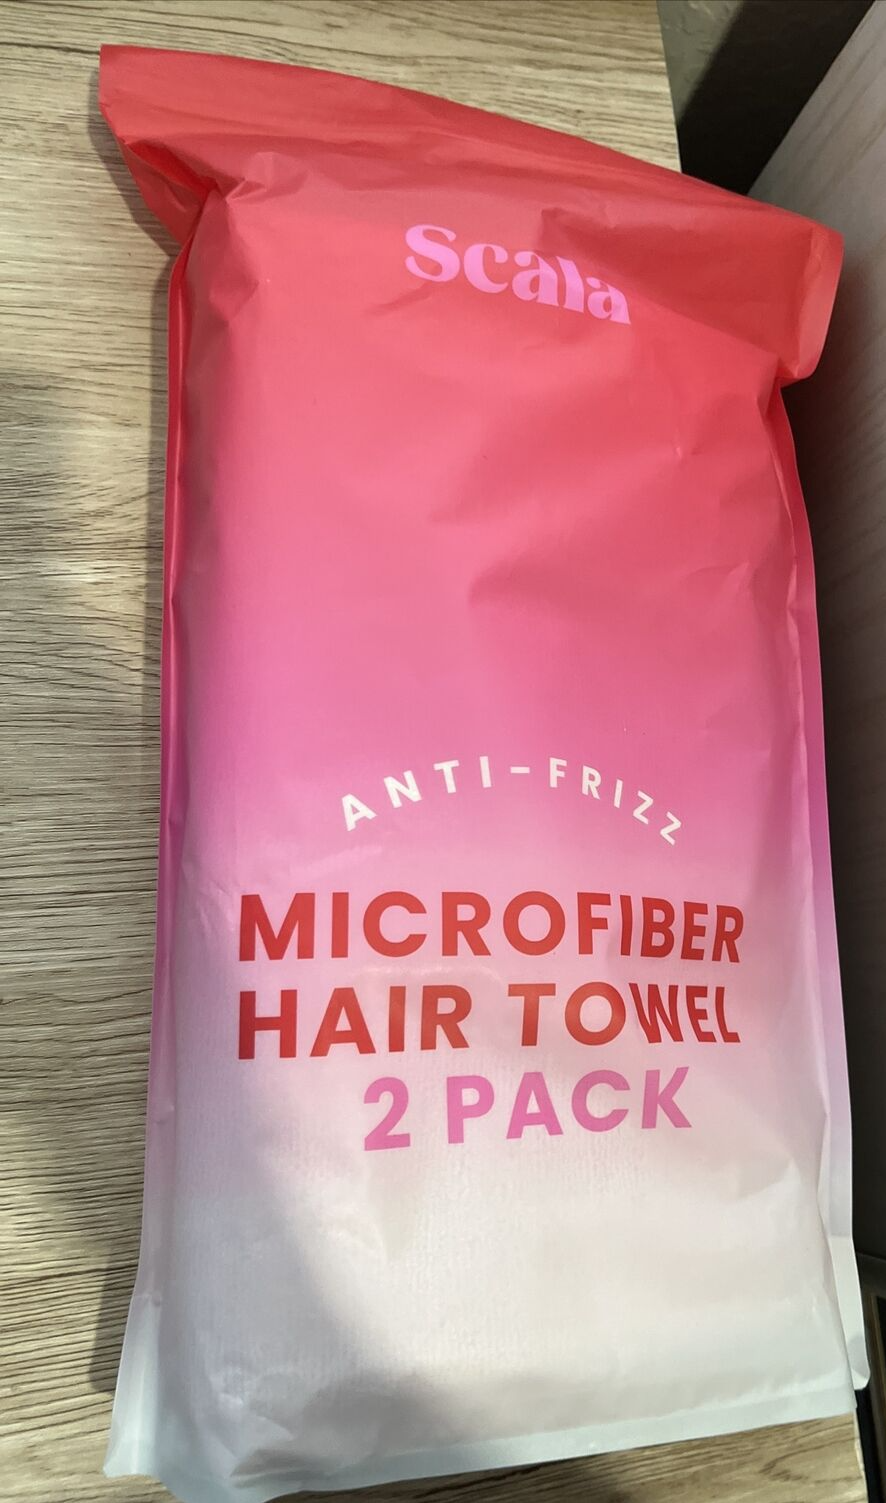 Scala
ANTI-FRIZZ
MICROFIBER
HAIR TOWEL
2 PACK